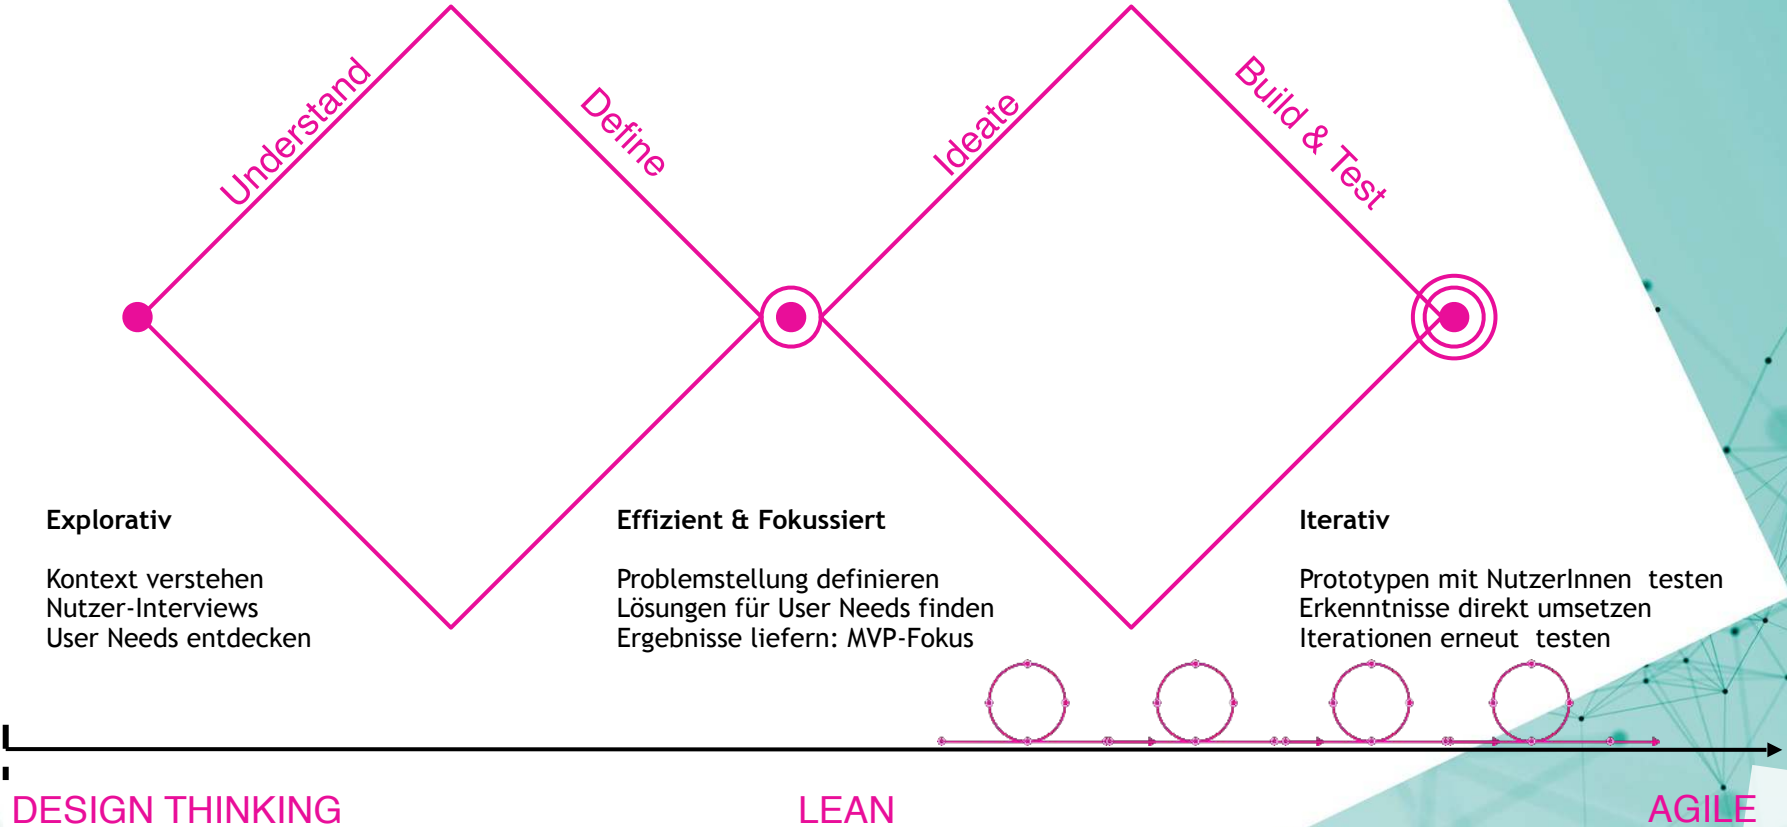 Understand
Define
Ideate
Build & Test
Explorativ
Kontext verstehen
Nutzer-Interviews
User Needs entdecken
Effizient & Fokussiert
Problemstellung definieren
Lösungen für User Needs finden
Ergebnisse liefern: MVP-Fokus
Iterativ
Prototypen mit NutzerInnen testen
Erkenntnisse direkt umsetzen
Iterationen erneut testen
DESIGN THINKING
LEAN
AGILE